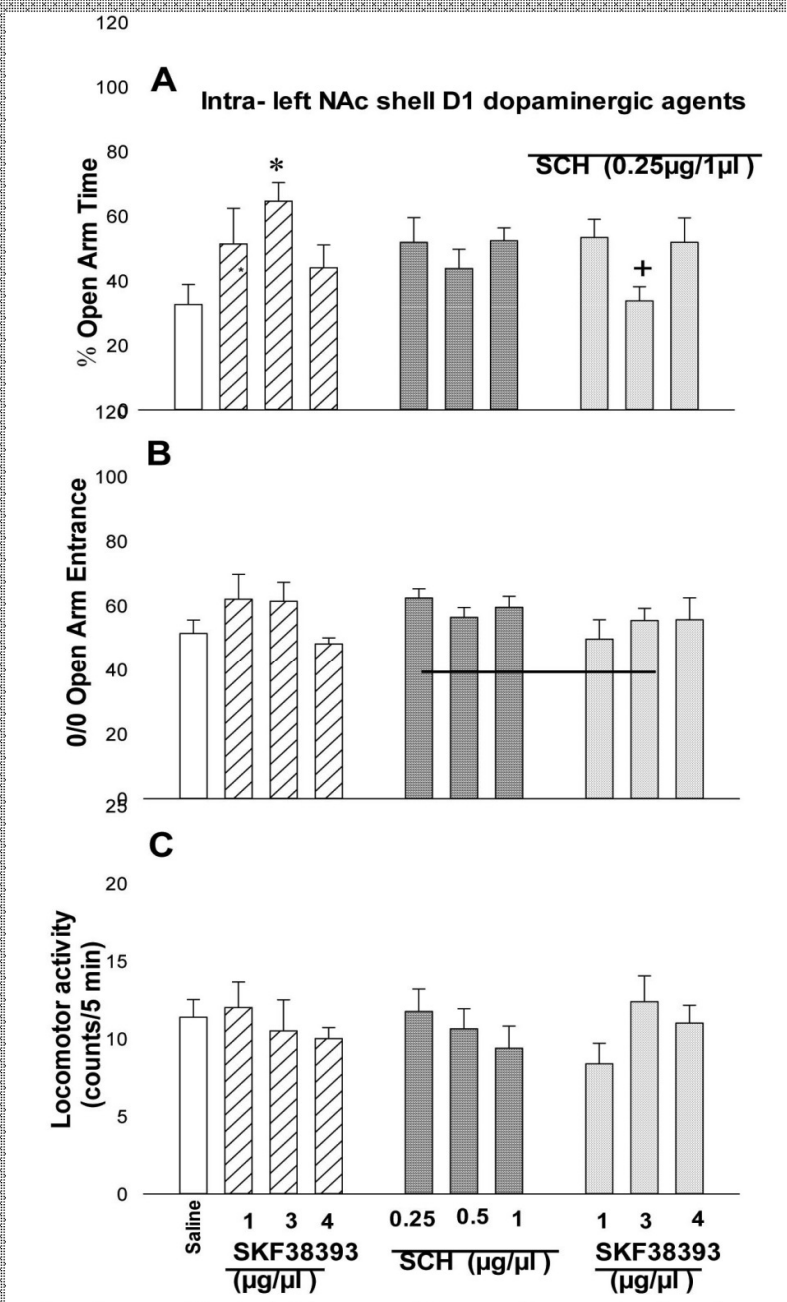 120
A
100
Intra- left NAc shell D1 dopaminergic agents
80
SCH (0.25µg/1µl )
*
60
% Open Arm Time
+
40
*
20
0
120
B
100
80
0/0 Open Arm Entrance
60
40
20
0
25
C
20
Locomotor activity
(counts/5 min)
15
10
5
0
Saline
1 3 4
0.25 0.5 1
1 3 4
SKF38393
(µg/µl )
SCH (µg/µl )
SKF38393
(µg/µl )